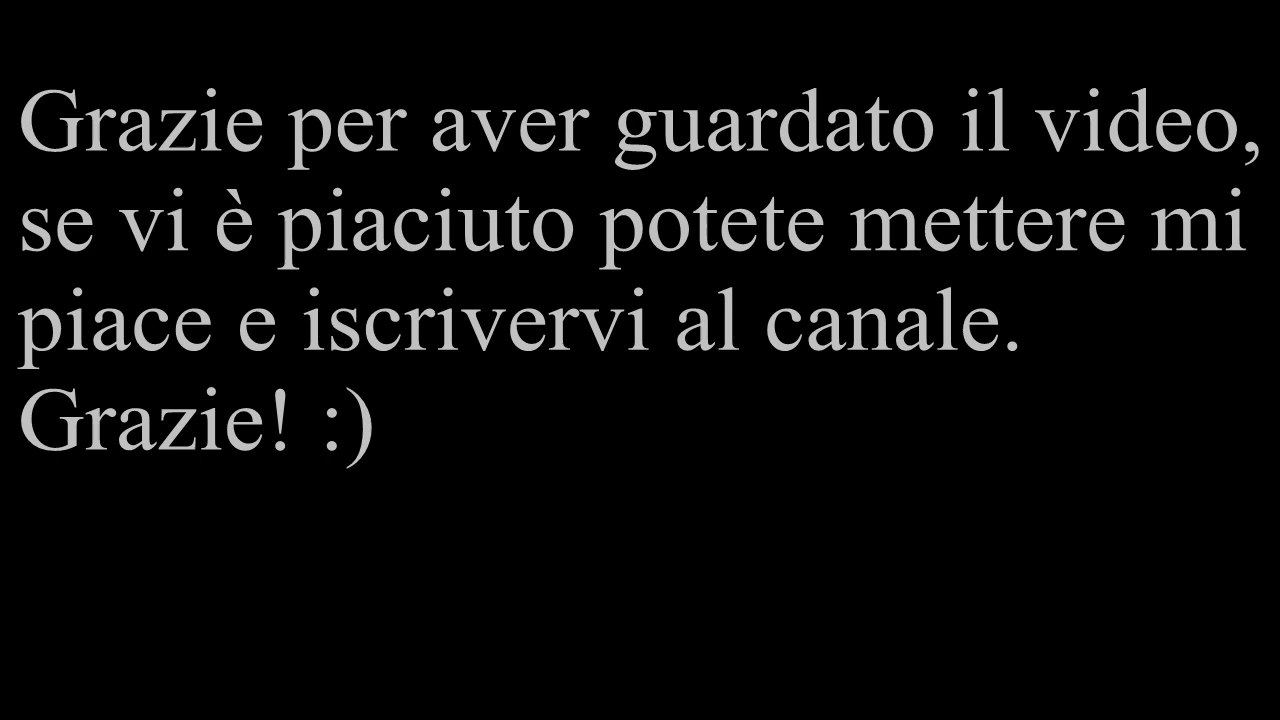 Grazie per aver guardato il video,
se vi è piaciuto potete mettere mi
piace e iscrivervi al canale.
Grazie! :)